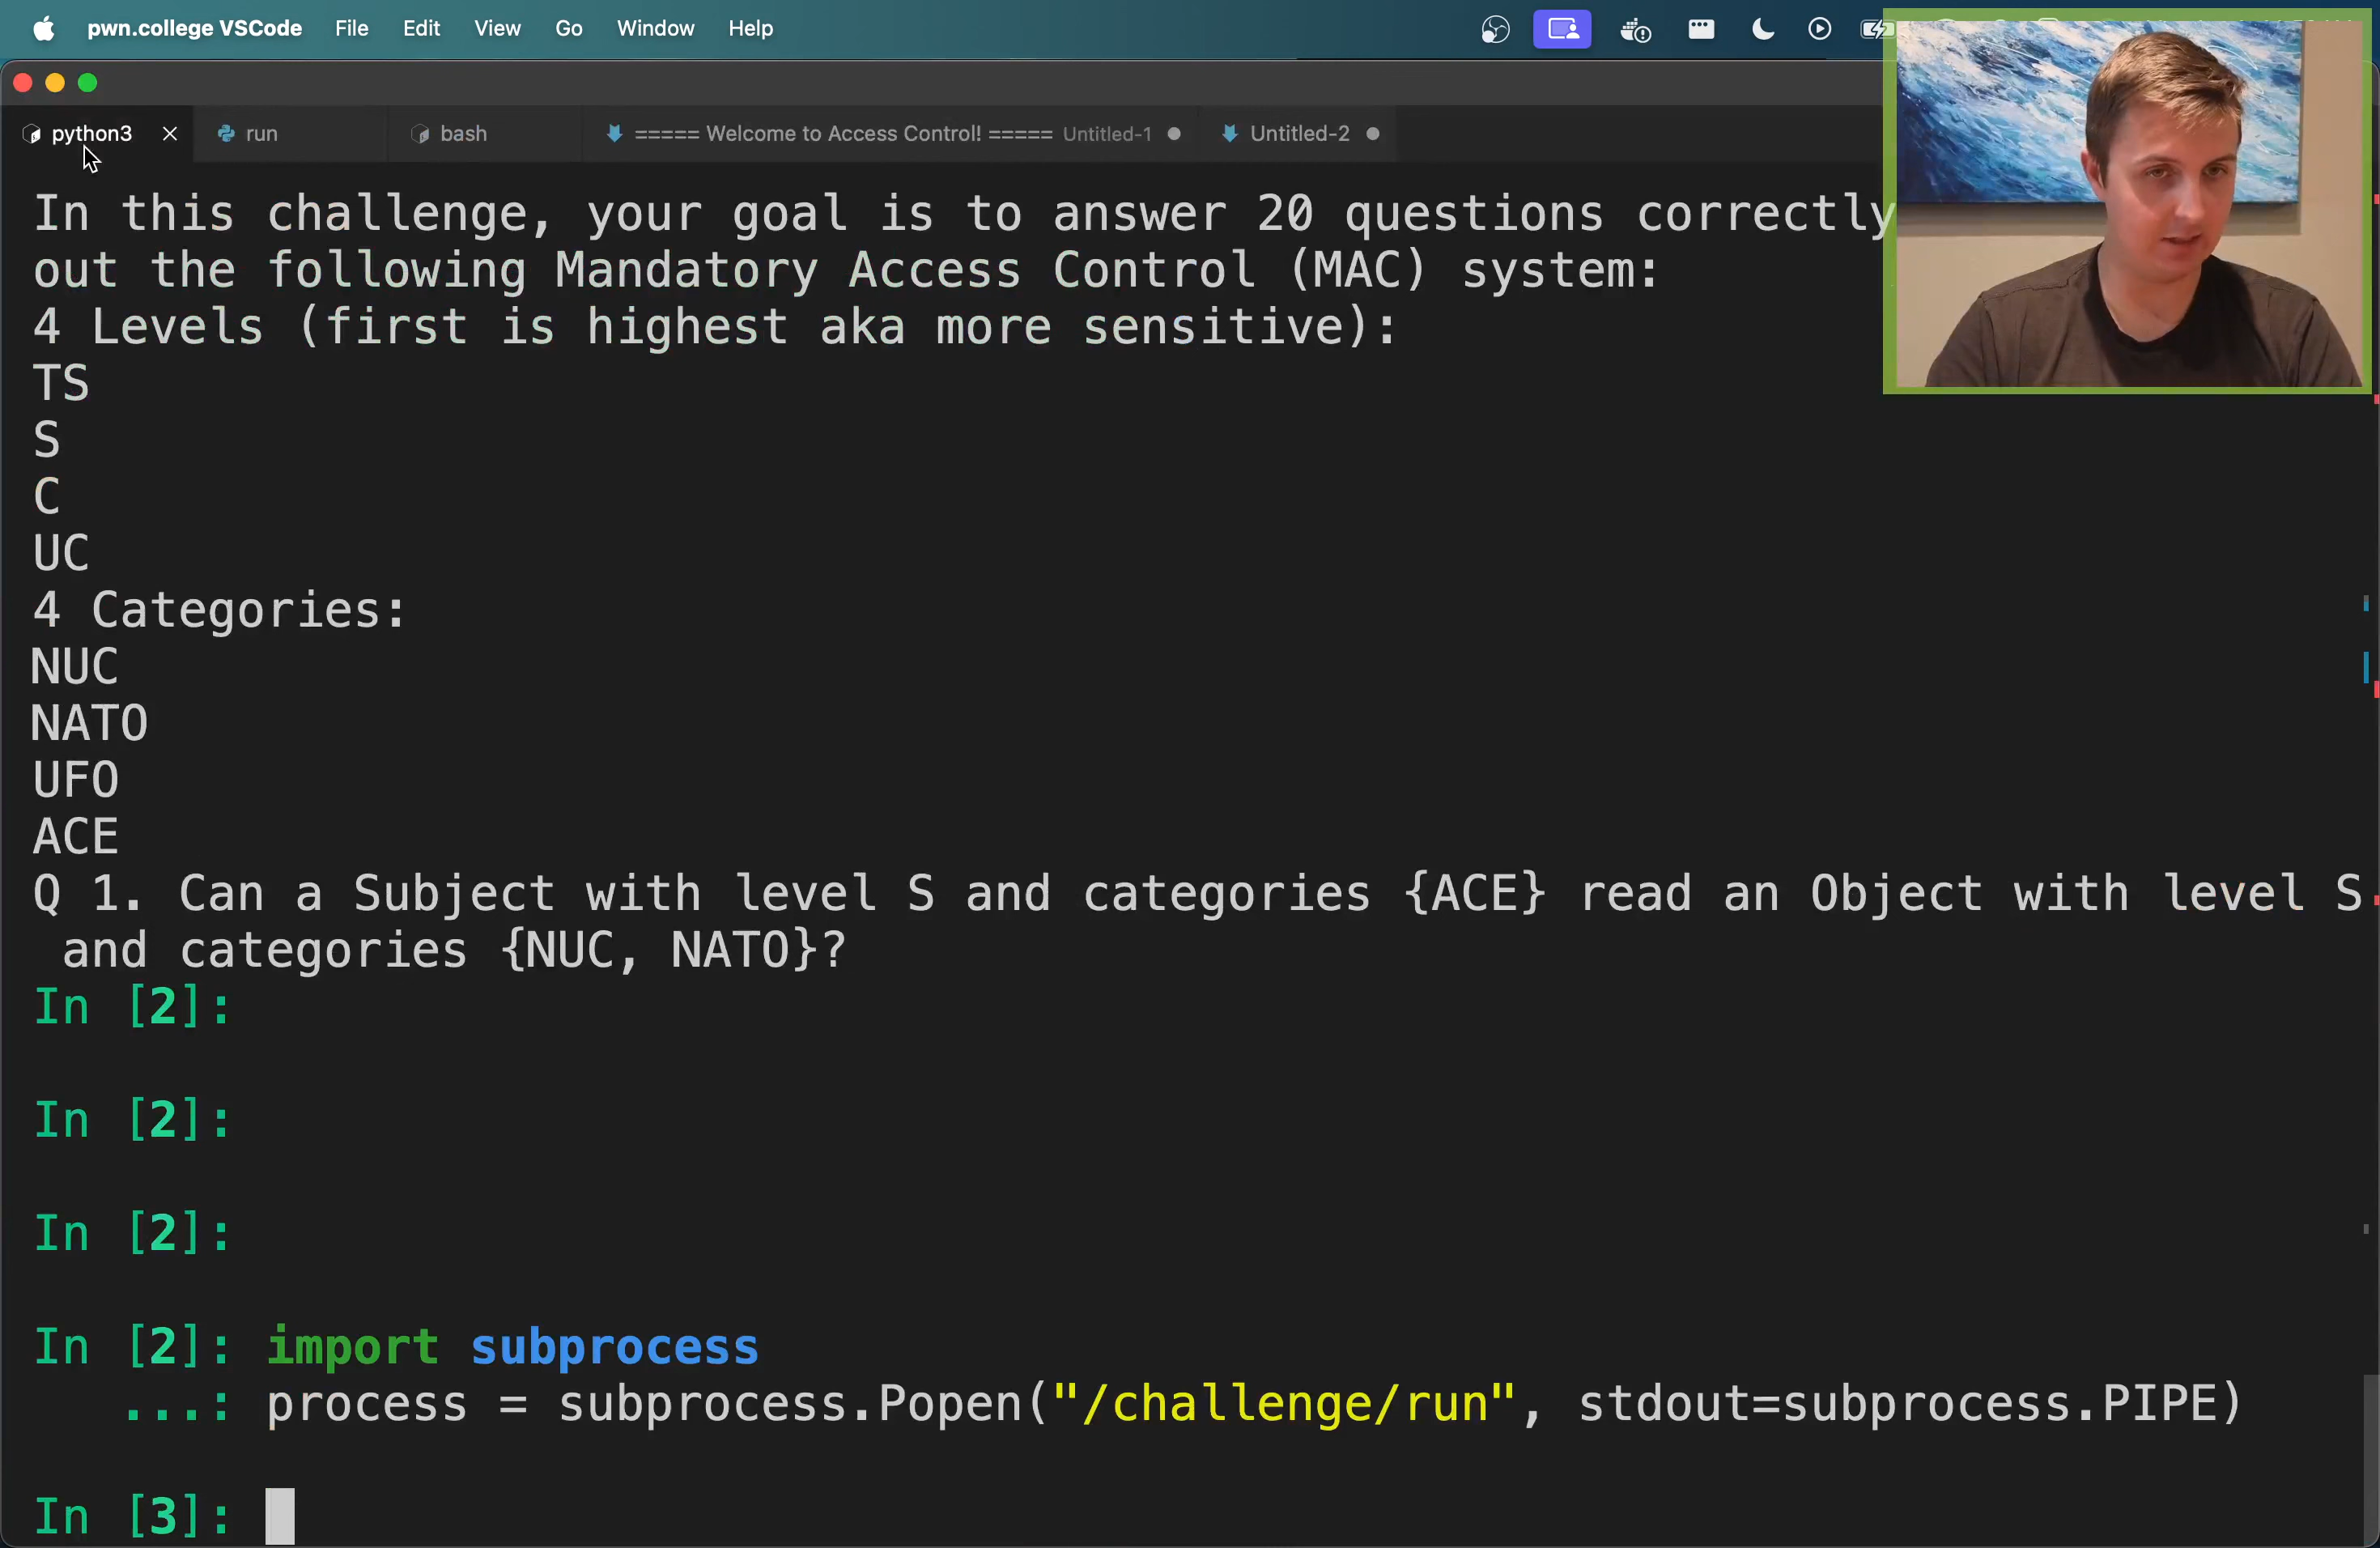 pwn.college VSCode File Edit View Go Window Help
python3 run bash ===== Welcome to Access Control! ===== Untitled-1 Untitled-2
In this challenge, your goal is to answer 20 questions correctly
out the following Mandatory Access Control (MAC) system:
4 Levels (first is highest aka more sensitive):
TS
S
C
UC
4 Categories:
NUC
NATO
UFO
ACE
Q 1. Can a Subject with level S and categories {ACE} read an Object with level S
and categories {NUC, NATO}?
In [2]:
In [2]:
In [2]:
In [2]: import subprocess
...: process = subprocess.Popen("/challenge/run", stdout=subprocess.PIPE)
In [3]: